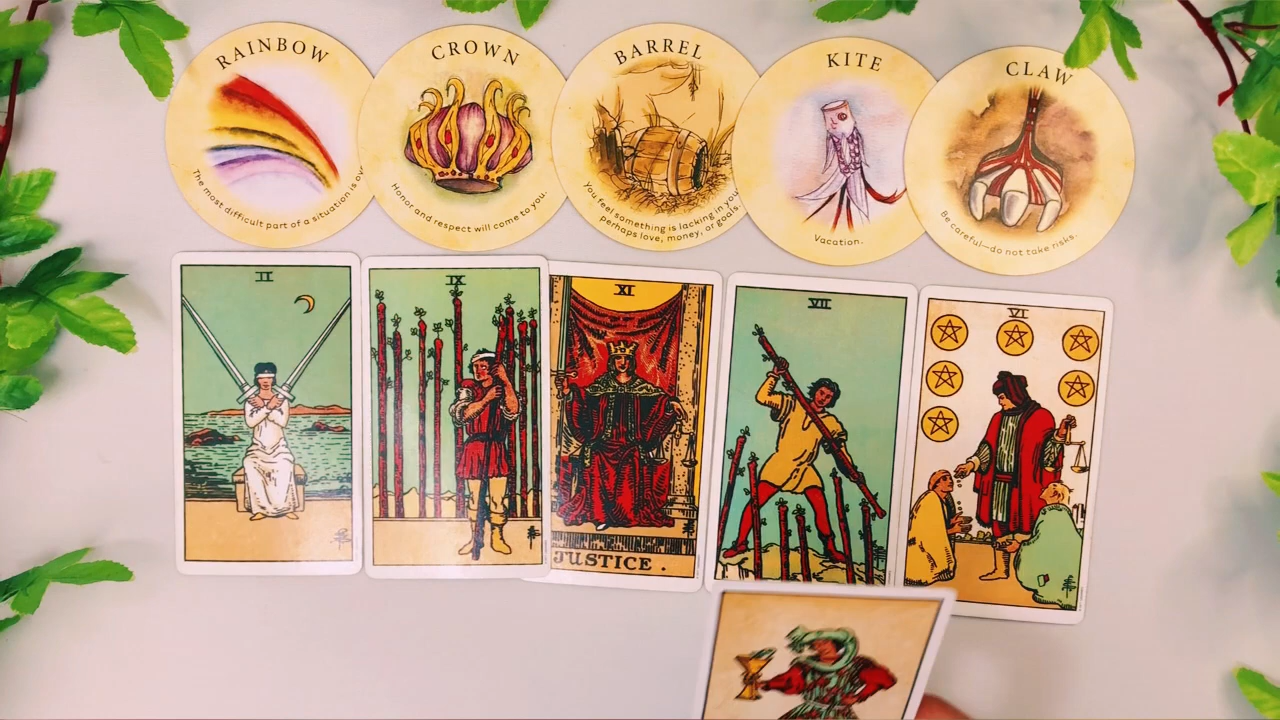 RAINBOW
The most difficult part of a situation is
CROWN
Honor and respect will come to you.
BARREL
You feel something is lacking in you
perhaps love, money, or goals.
KITE
Vacation.
CLAW
Be careful—do not take risks.
II
IX
XI
JUSTICE.
VII
VI